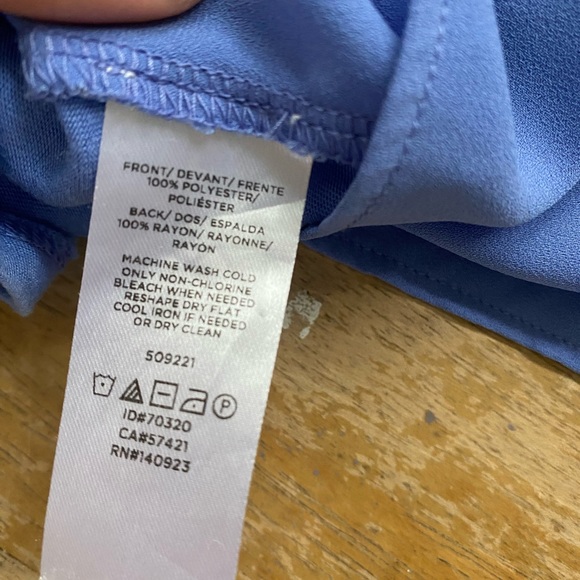 FRONT/ DEVANT/ FRENTE
100% POLYESTER/
POLIÉSTER
BACK/ DOS/ ESPALDA
100% RAYON/ RAYONNE/
RAYÓN
MACHINE WASH COLD
ONLY NON-CHLORINE
BLEACH WHEN NEEDED
RESHAPE DRY FLAT
COOL IRON IF NEEDED
OR DRY CLEAN
509221
P
ID#70320
CA#57421
RN#140923